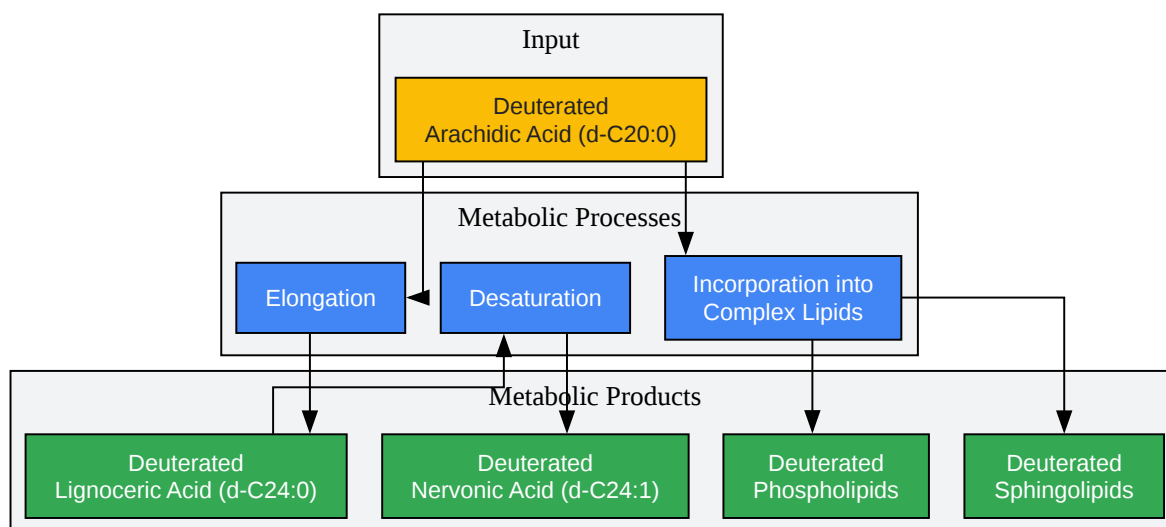 Input
Deuterated
Arachidic Acid (d-C20:0)
Metabolic Processes
Elongation
Desaturation
Incorporation into
Complex Lipids
Metabolic Products
Deuterated
Lignoceric Acid (d-C24:0)
Deuterated
Nervonic Acid (d-C24:1)
Deuterated
Phospholipids
Deuterated
Sphingolipids